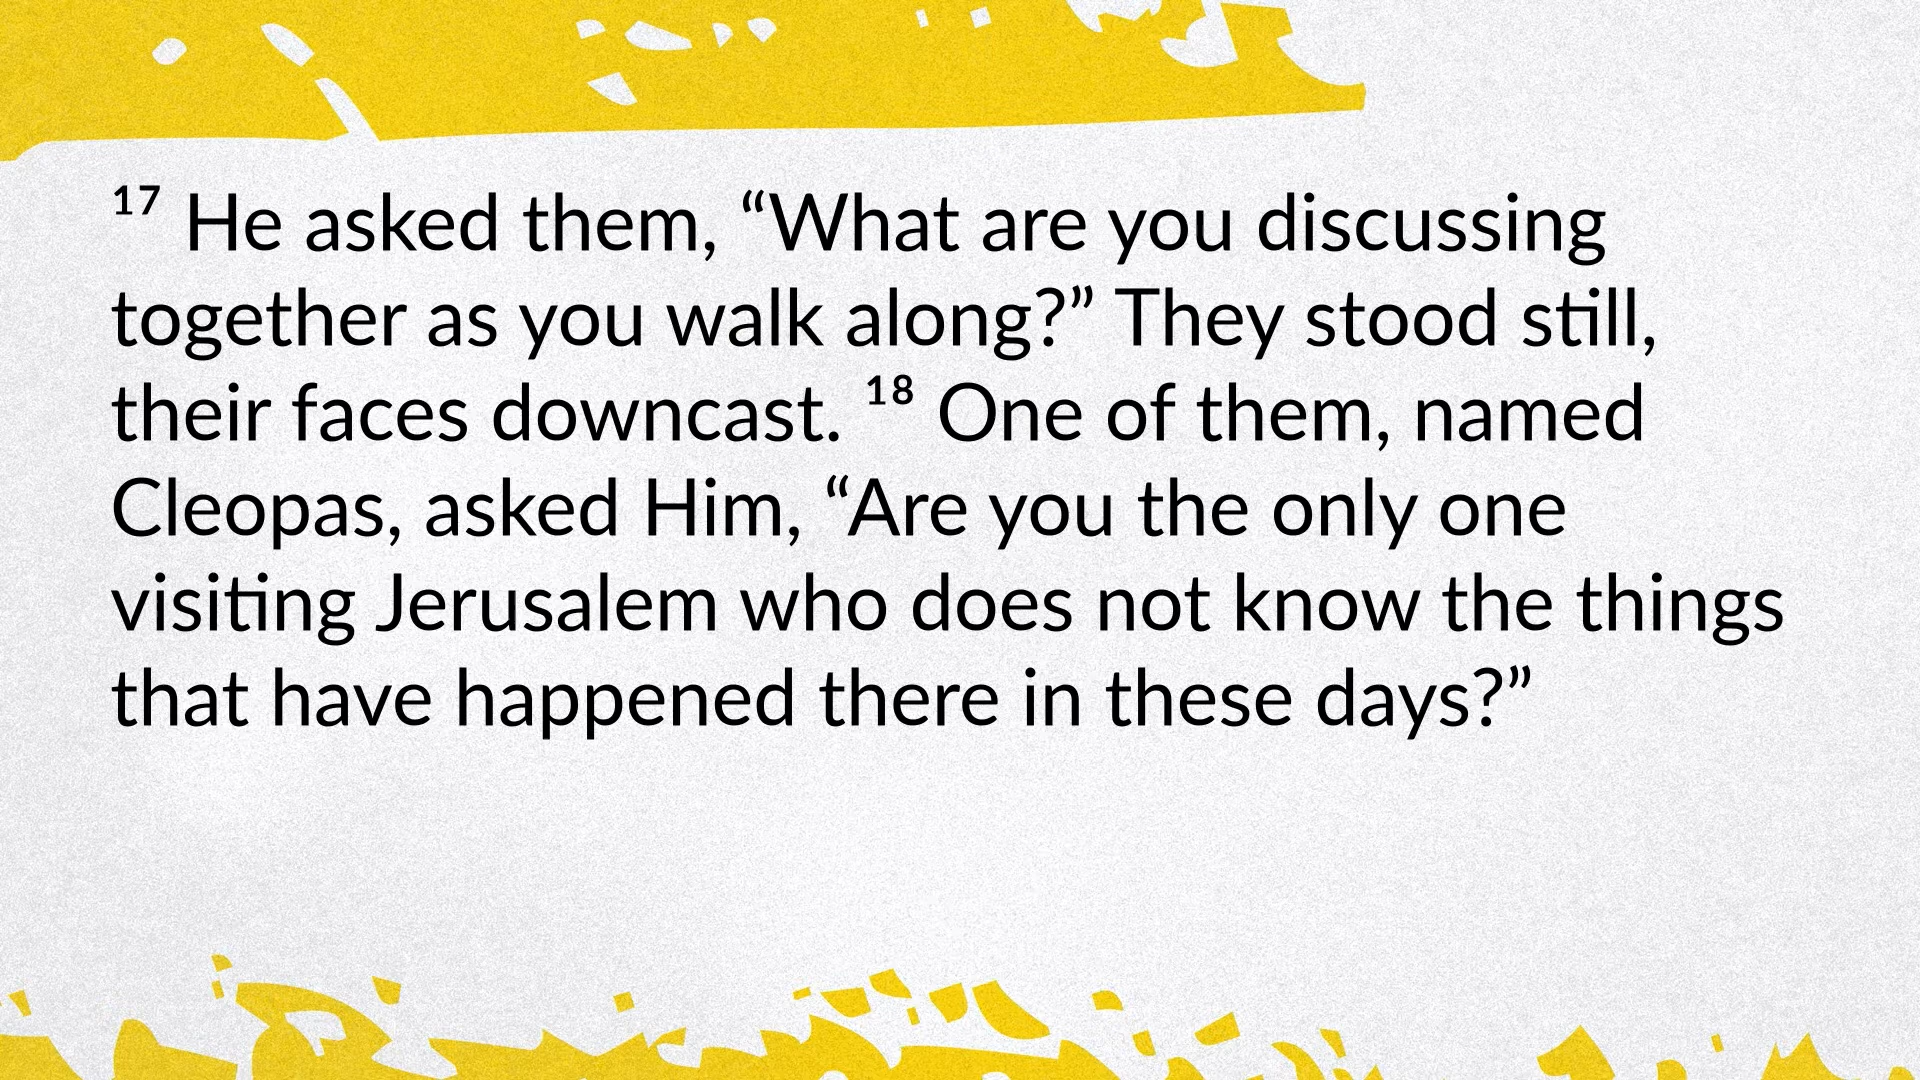 ¹⁷ He asked them, “What are you discussing
together as you walk along?” They stood still,
their faces downcast. ¹⁸ One of them, named
Cleopas, asked Him, “Are you the only one
visiting Jerusalem who does not know the things
that have happened there in these days?”